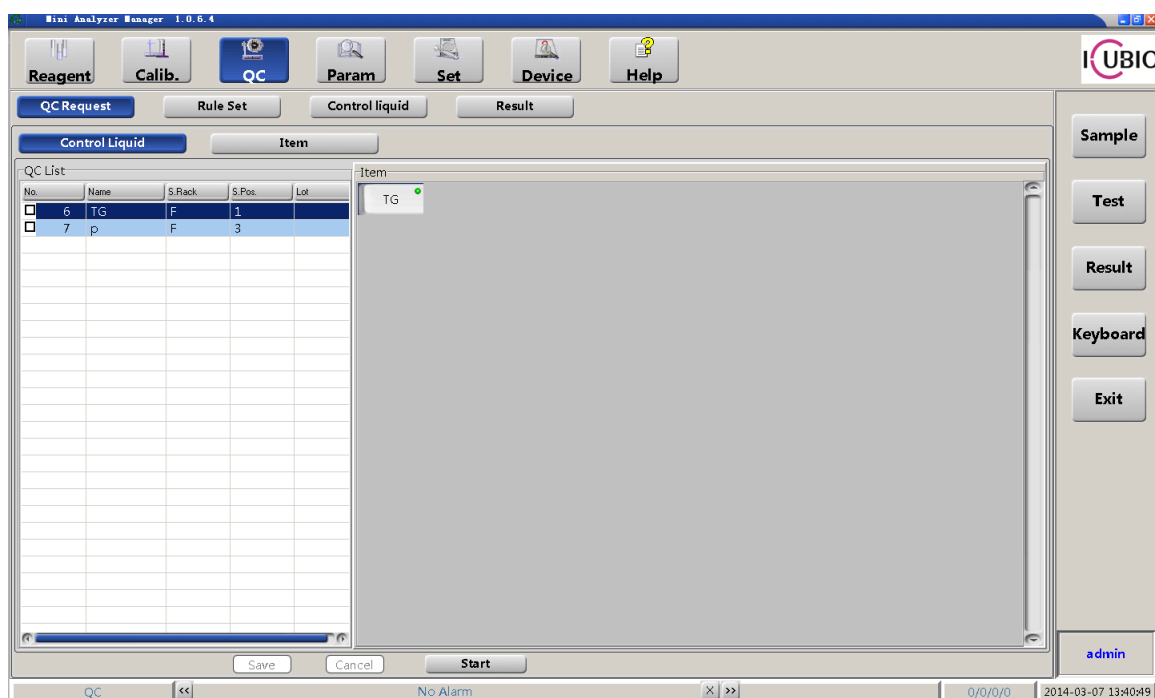 Mini Analyzer Manager 1.0.6.4
Reagent Calib. QC Param Set Device Help
ICUBIO
QC Request Rule Set Control liquid Result
Control Liquid Item
QC List
Item
No. Name S.Rack S.Pos. Lot
6 TG F 1
7 p F 3
TG
Sample
Test
Result
Keyboard
Exit
Save Cancel Start
admin
QC << No Alarm X >> 0/0/0/0 2014-03-07 13:40:49